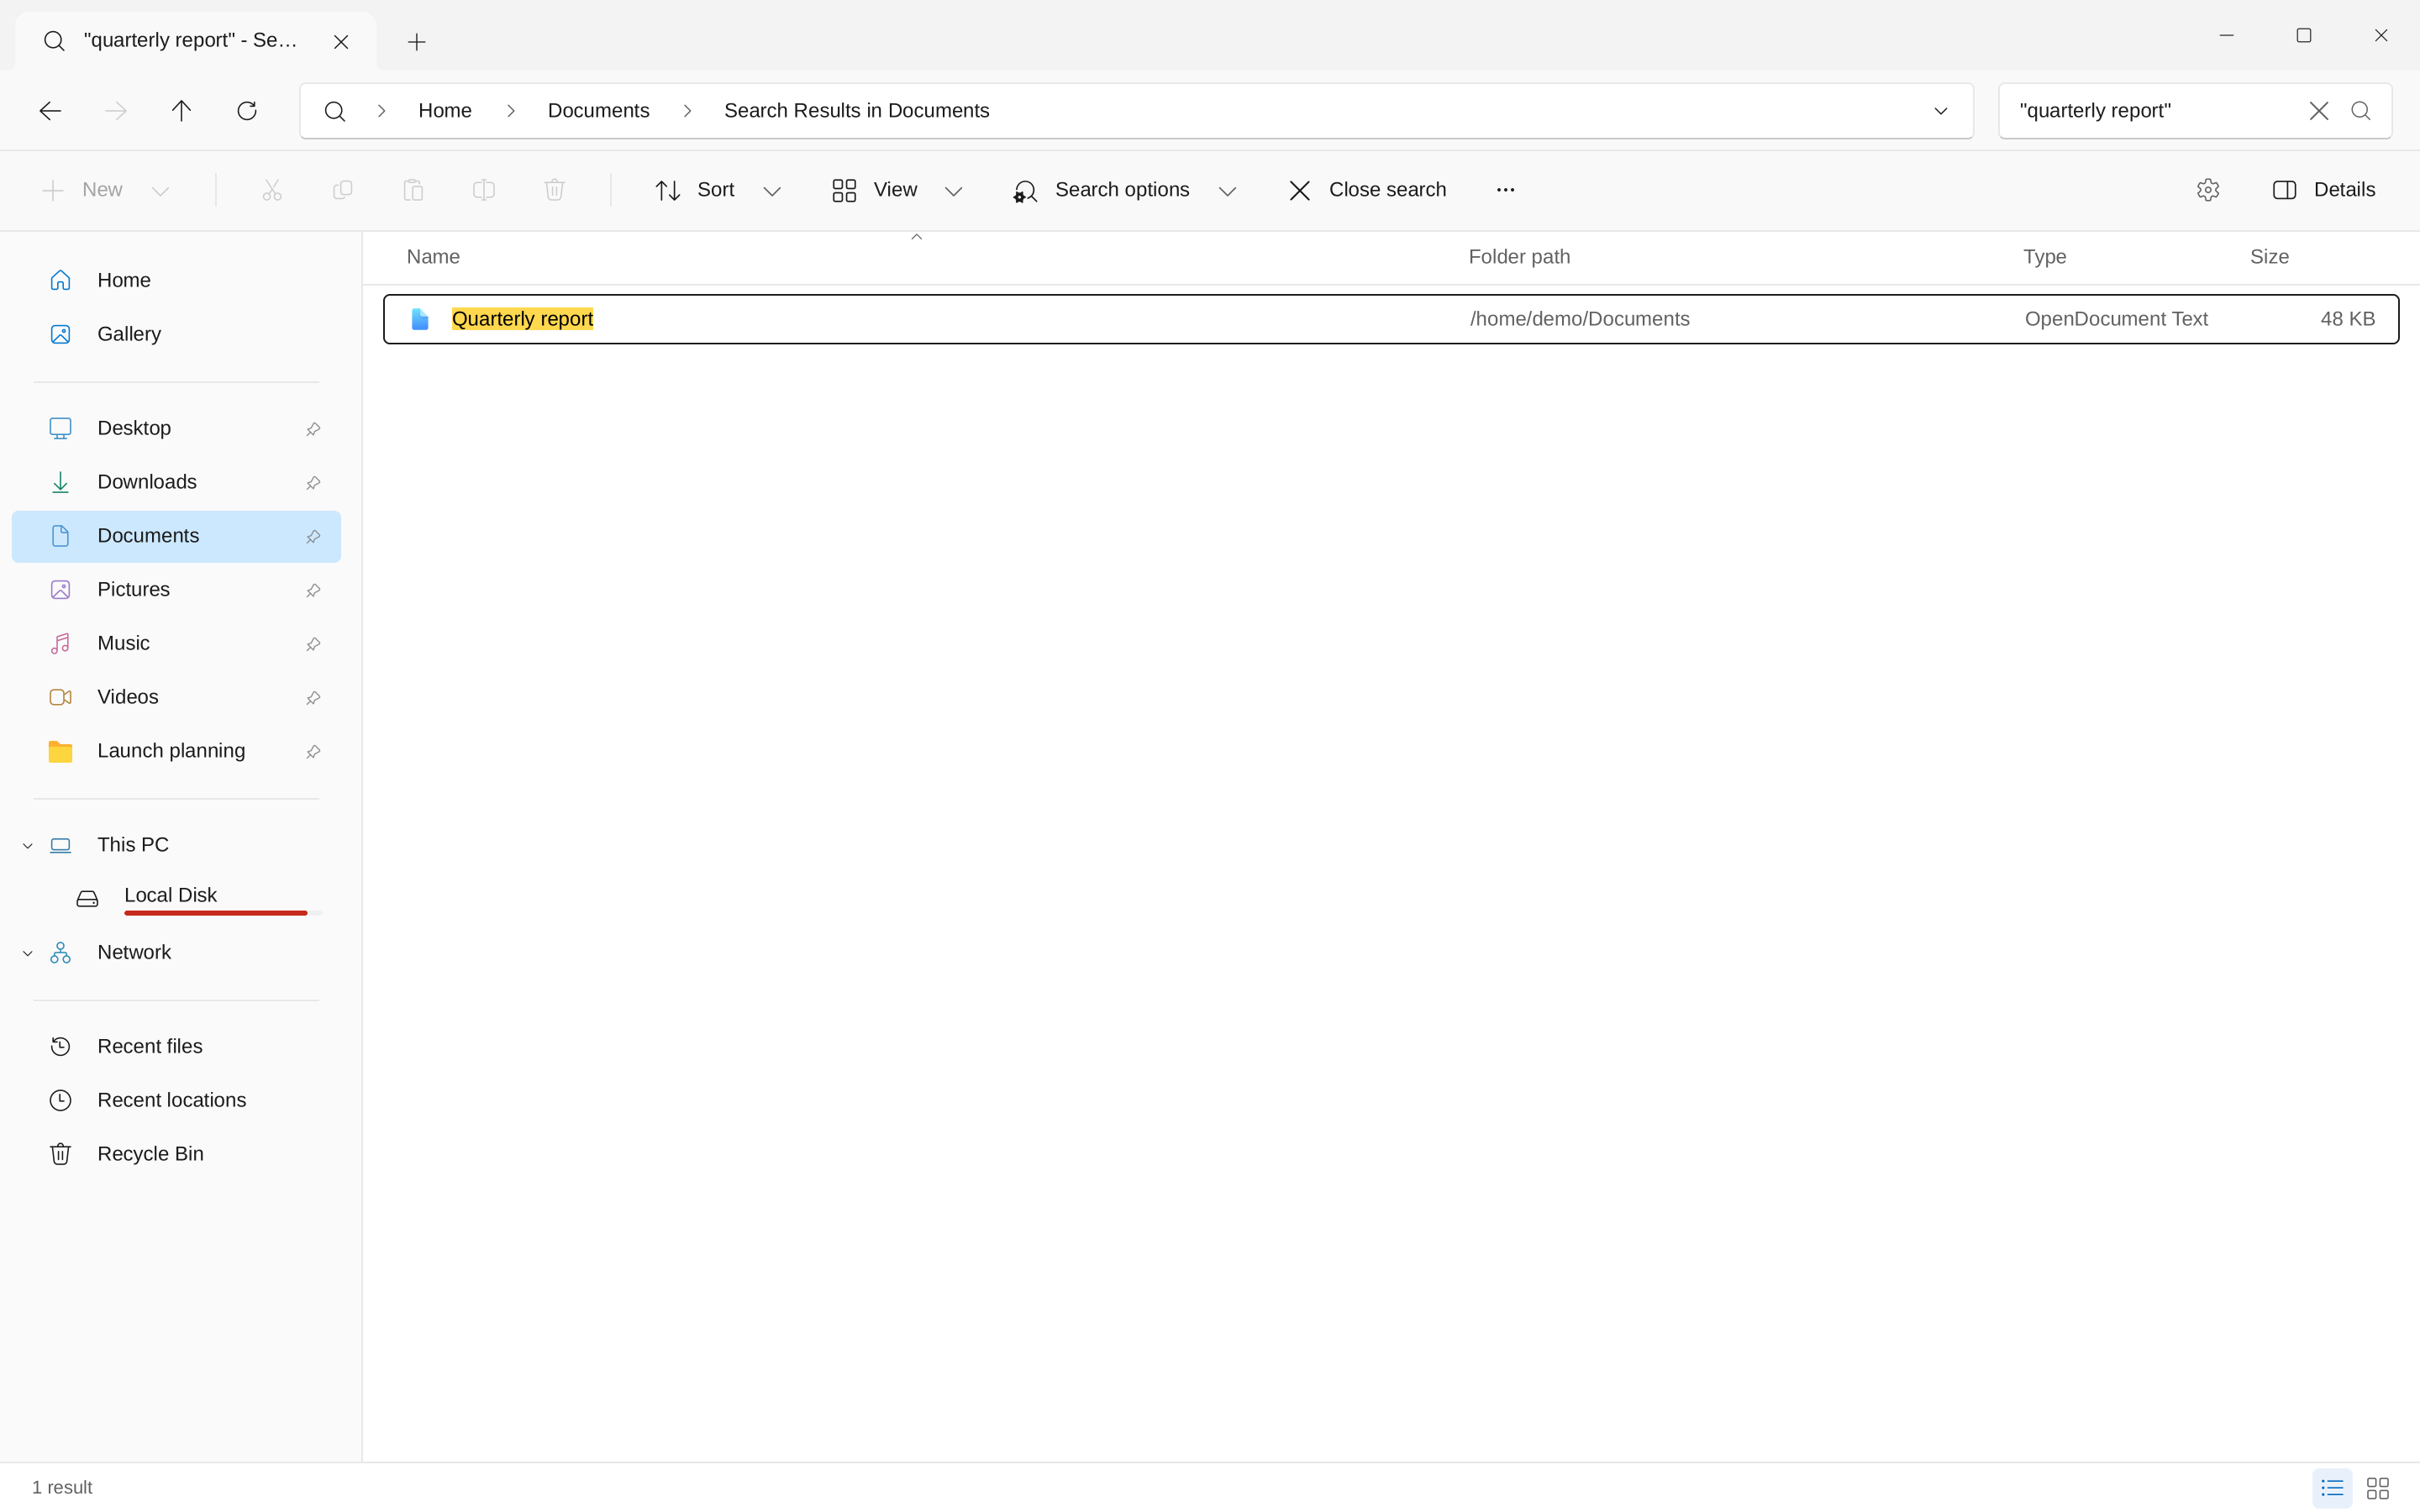 "quarterly report" - Se…
Home
Documents
Search Results in Documents
"quarterly report"
New
Sort
View
Search options
Close search
Details
Home
Gallery
Desktop
Downloads
Documents
Pictures
Music
Videos
Launch planning
This PC
Local Disk
Network
Recent files
Recent locations
Recycle Bin
Name Folder path Type Size
Quarterly report /home/demo/Documents OpenDocument Text 48 KB
1 result